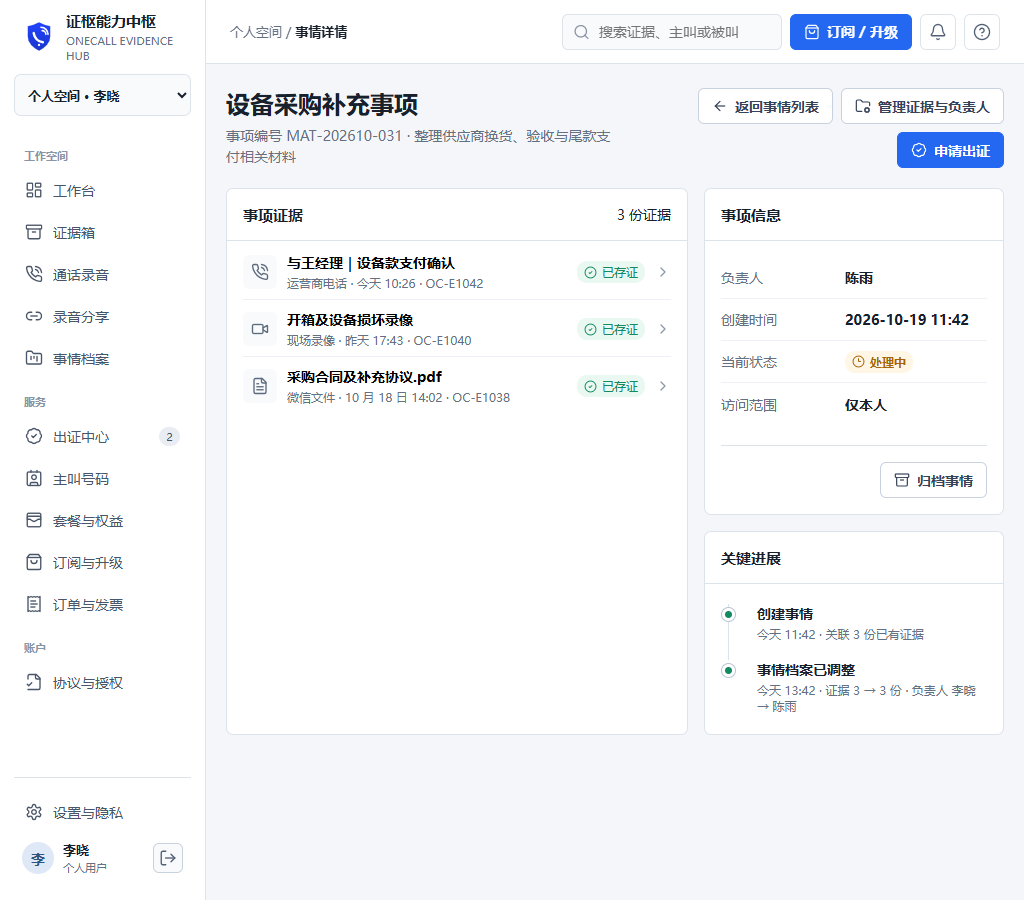 证枢能力中枢
ONECALL EVIDENCE
HUB
个人空间 • 李晓
工作空间
工作台
证据箱
通话录音
录音分享
事情档案
服务
出证中心
2
主叫号码
套餐与权益
订阅与升级
订单与发票
账户
协议与授权
设置与隐私
李
李晓
个人用户
个人空间 / 事情详情
搜索证据、主叫或被叫
订阅 / 升级
设备采购补充事项
事项编号 MAT-202610-031 · 整理供应商换货、验收与尾款支
付相关材料
返回事情列表
管理证据与负责人
申请出证
事项证据
3 份证据
与王经理｜设备款支付确认
运营商电话 · 今天 10:26 · OC-E1042
已存证
开箱及设备损坏录像
现场录像 · 昨天 17:43 · OC-E1040
已存证
采购合同及补充协议.pdf
微信文件 · 10 月 18 日 14:02 · OC-E1038
已存证
事项信息
负责人 陈雨
创建时间 2026-10-19 11:42
当前状态 处理中
访问范围 仅本人
归档事情
关键进展
创建事情
今天 11:42 · 关联 3 份已有证据
事情档案已调整
今天 13:42 · 证据 3 → 3 份 · 负责人 李晓
→ 陈雨